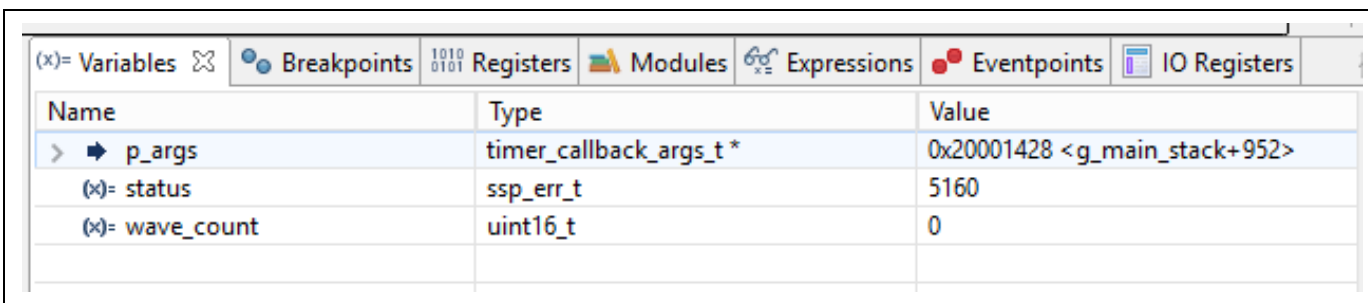 (x)= Variables Breakpoints 1010 0101 Registers Modules Expressions Eventpoints IO Registers
Name Type Value
p_args timer_callback_args_t * 0x20001428 <g_main_stack+952>
(x)= status ssp_err_t 5160
(x)= wave_count uint16_t 0